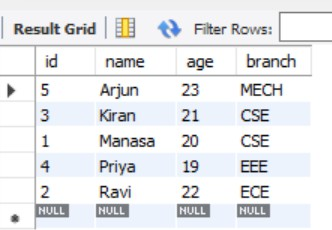 Result Grid Filter Rows:
id name age branch
5 Arjun 23 MECH
3 Kiran 21 CSE
1 Manasa 20 CSE
4 Priya 19 EEE
2 Ravi 22 ECE
NULL NULL NULL NULL